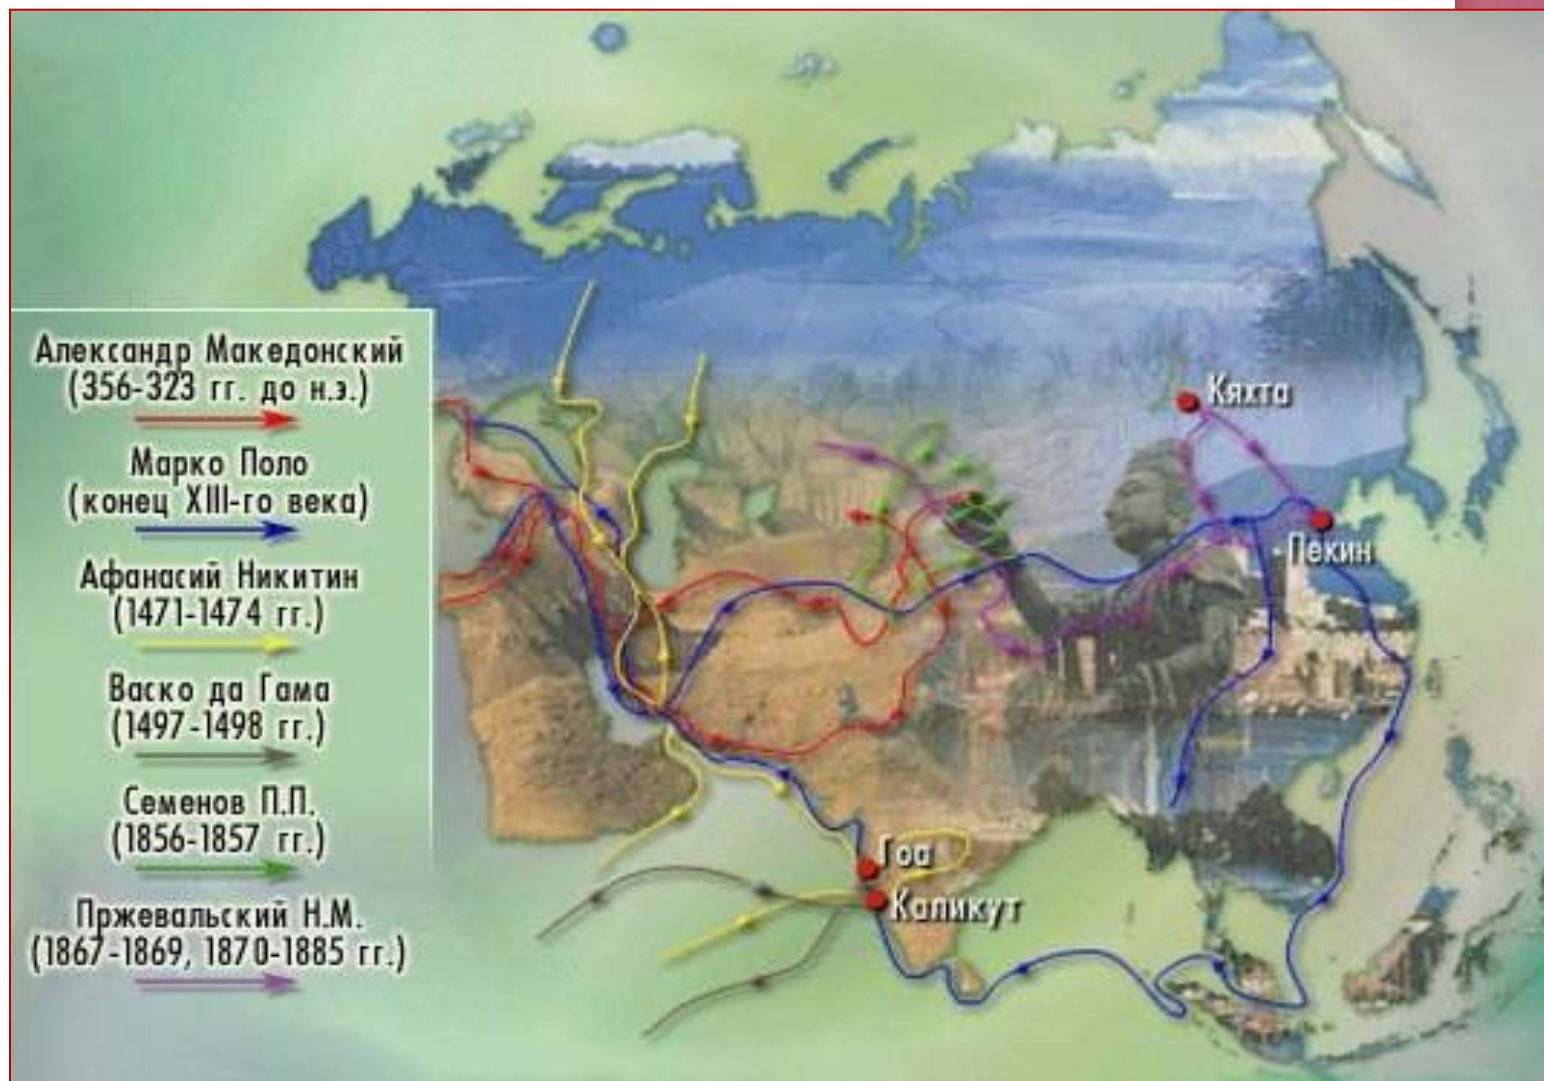 Александр Македонский
(356-323 гг. до н.э.)
Марко Поло
(конец XIII-го века)
Афанасий Никитин
(1471-1474 гг.)
Васко да Гама
(1497-1498 гг.)
Семенов П.П.
(1856-1857 гг.)
Пржевальский Н.М.
(1867-1869, 1870-1885 гг.)
Кяхта
Пекин
Гоа
Каликут